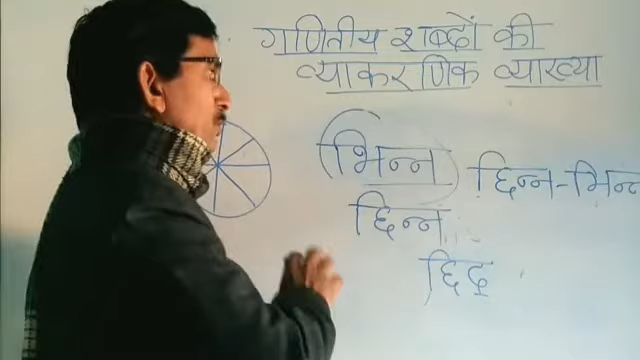 गणितीय शब्दों की
व्याकरणिक व्याख्या
भिन्न
छिन्न-भिन्न
छिन्न
छिद्